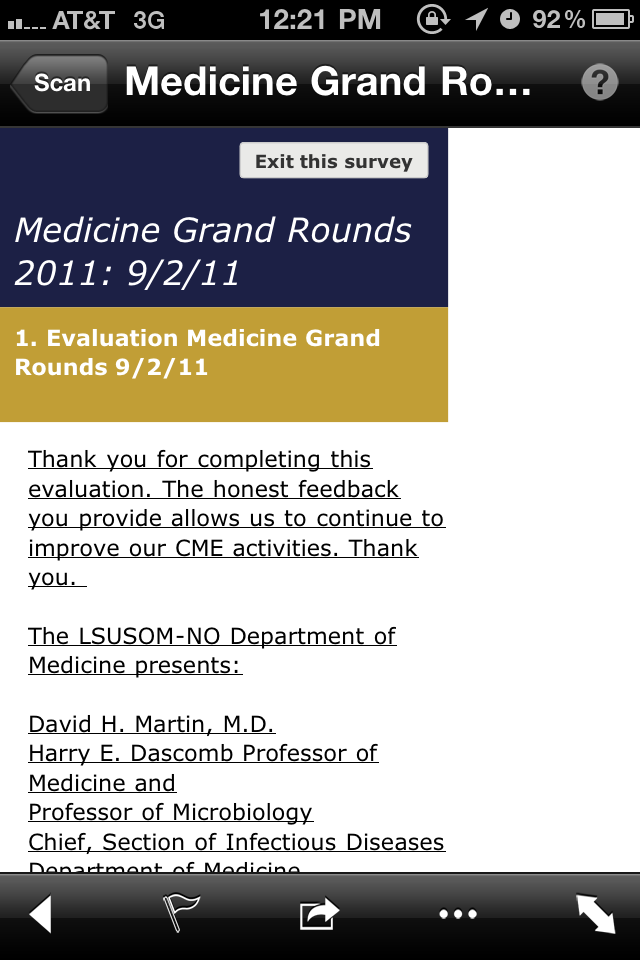 AT&T 3G 12:21 PM 92%
Scan Medicine Grand Ro... ?
Exit this survey
Medicine Grand Rounds
2011: 9/2/11
1. Evaluation Medicine Grand
Rounds 9/2/11
Thank you for completing this
evaluation. The honest feedback
you provide allows us to continue to
improve our CME activities. Thank
you.
The LSUSOM-NO Department of
Medicine presents:
David H. Martin, M.D.
Harry E. Dascomb Professor of
Medicine and
Professor of Microbiology
Chief, Section of Infectious Diseases
Department of Medicine